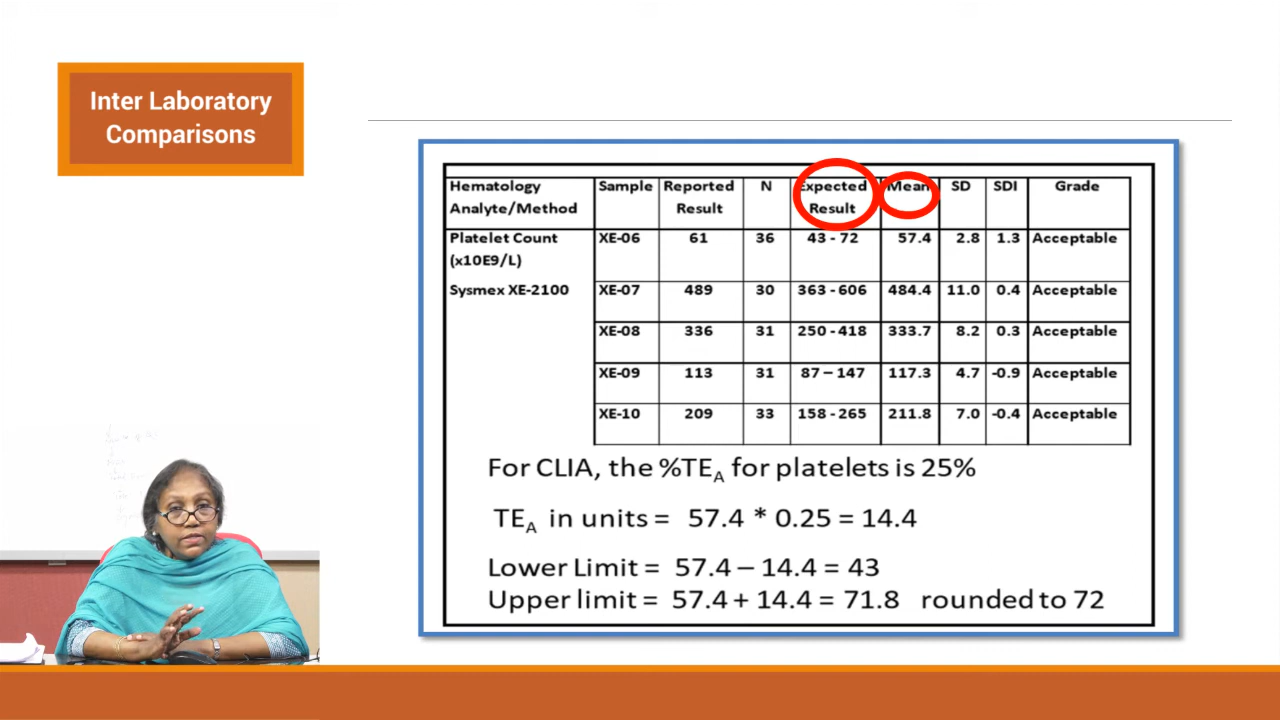 Inter Laboratory
Comparisons
Hematology Sample Reported N Expected Mean SD SDI Grade
Analyte/Method Result Result
Platelet Count XE-06 61 36 43 - 72 57.4 2.8 1.3 Acceptable
(x10E9/L)
Sysmex XE-2100 XE-07 489 30 363 - 606 484.4 11.0 0.4 Acceptable
XE-08 336 31 250 - 418 333.7 8.2 0.3 Acceptable
XE-09 113 31 87 – 147 117.3 4.7 -0.9 Acceptable
XE-10 209 33 158 - 265 211.8 7.0 -0.4 Acceptable
For CLIA, the %TEA for platelets is 25%
TEA in units = 57.4 * 0.25 = 14.4
Lower Limit = 57.4 – 14.4 = 43
Upper limit = 57.4 + 14.4 = 71.8 rounded to 72